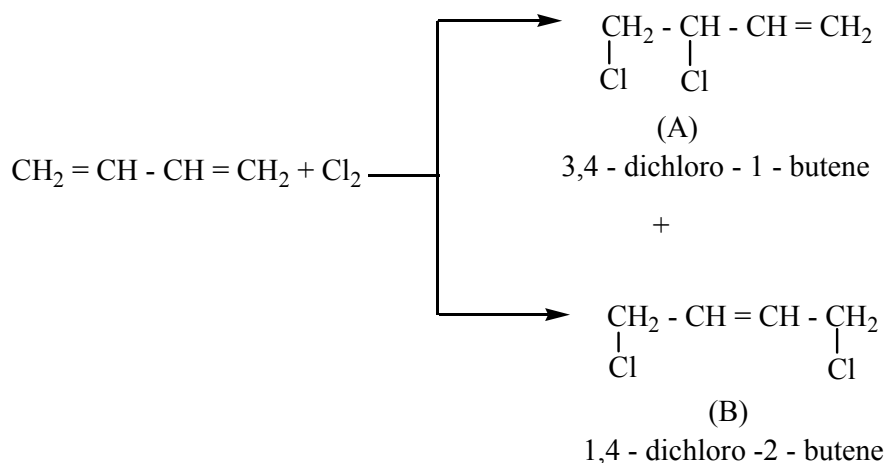 CH₂ - CH - CH = CH₂
Cl Cl
(A)
3,4 - dichloro - 1 - butene
CH₂ = CH - CH = CH₂ + Cl₂
+
CH₂ - CH = CH - CH₂
Cl Cl
(B)
1,4 - dichloro -2 - butene